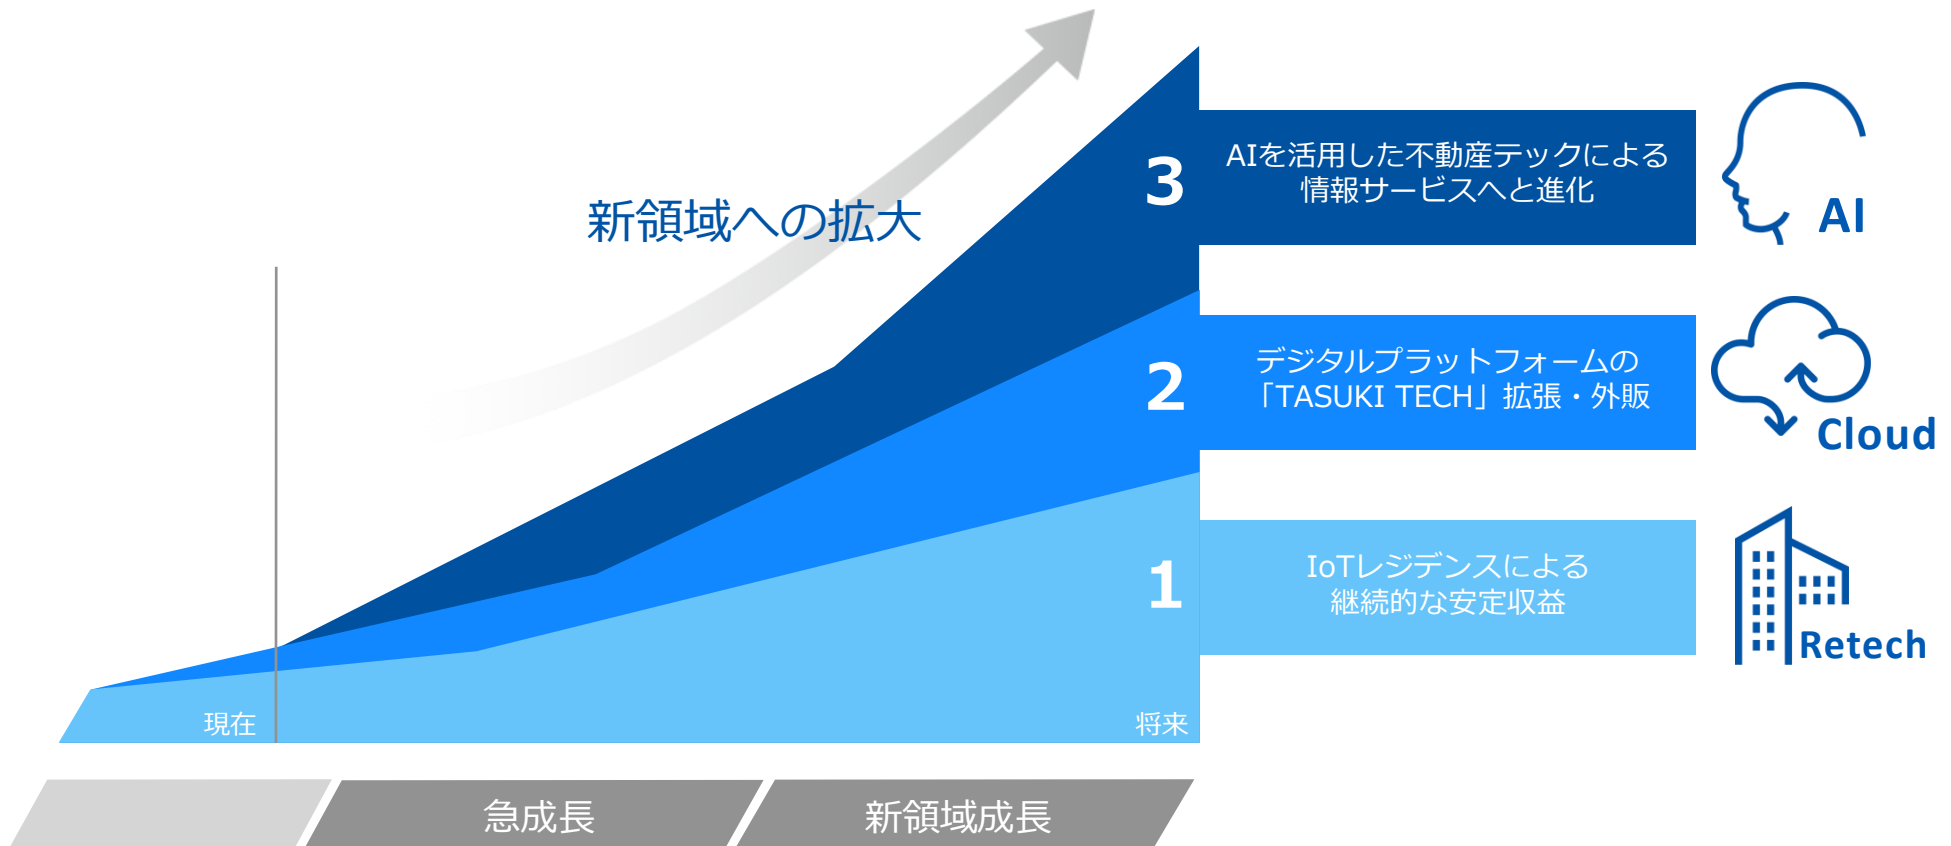 新領域への拡大
3
AIを活用した不動産テックによる
情報サービスへと進化
AI
2
デジタルプラットフォームの
「TASUKI TECH」拡張・外販
Cloud
1
IoTレジデンスによる
継続的な安定収益
Retech
現在
将来
急成長
新領域成長